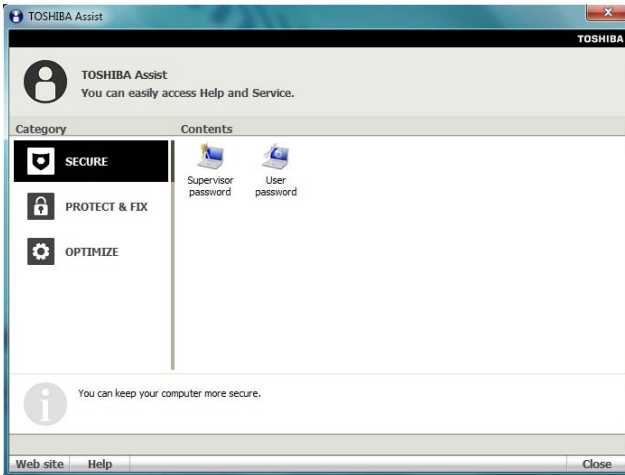 TOSHIBA Assist
TOSHIBA
TOSHIBA Assist
You can easily access Help and Service.
Category
Contents
SECURE
PROTECT & FIX
OPTIMIZE
Supervisor
password
User
password
You can keep your computer more secure.
Web site
Help
Close